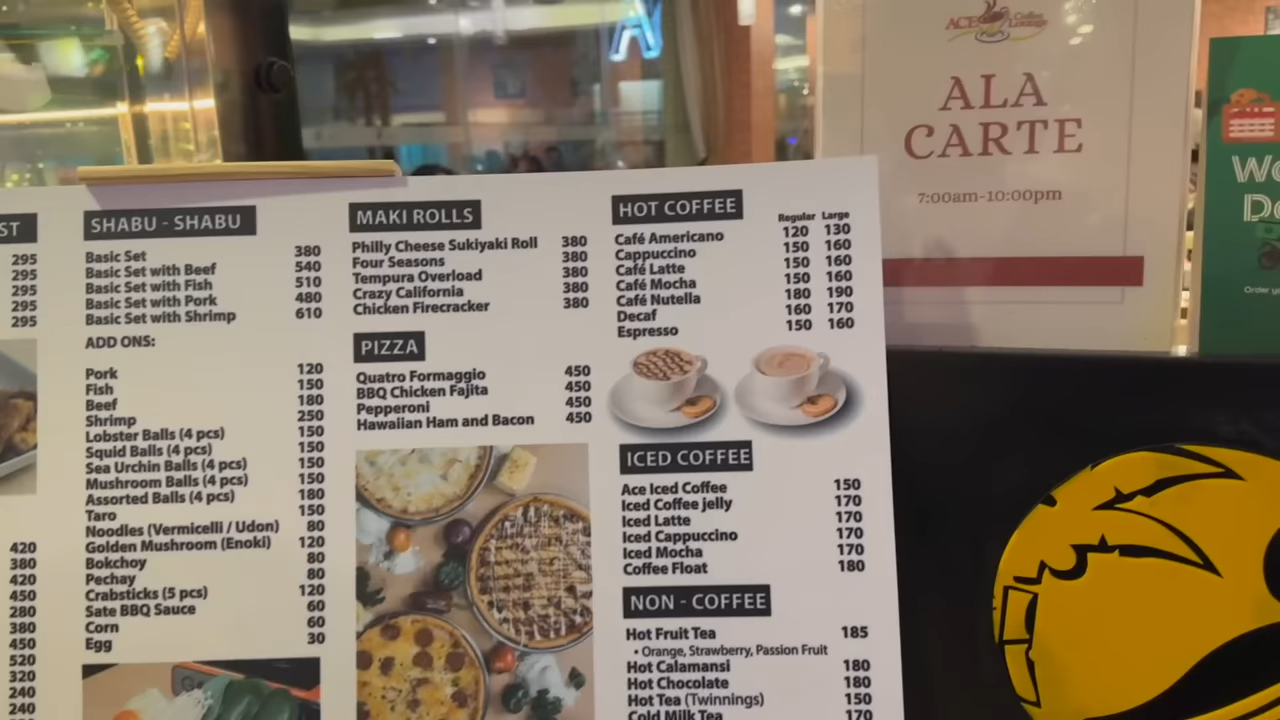 ACE Coffee Lounge
ALA
CARTE
7:00am-10:00pm
ST
295
295
295
295
295
420
380
420
450
280
380
450
520
320
240
240
SHABU - SHABU
Basic Set 380
Basic Set with Beef 540
Basic Set with Fish 510
Basic Set with Pork 480
Basic Set with Shrimp 610
ADD ONS:
Pork 120
Fish 150
Beef 180
Shrimp 250
Lobster Balls (4 pcs) 150
Squid Balls (4 pcs) 150
Sea Urchin Balls (4 pcs) 150
Mushroom Balls (4 pcs) 150
Assorted Balls (4 pcs) 180
Taro 150
Noodles (Vermicelli / Udon) 80
Golden Mushroom (Enoki) 120
Bokchoy 80
Pechay 80
Crabsticks (5 pcs) 120
Sate BBQ Sauce 60
Corn 60
Egg 30
MAKI ROLLS
Philly Cheese Sukiyaki Roll 380
Four Seasons 380
Tempura Overload 380
Crazy California 380
Chicken Firecracker 380
PIZZA
Quatro Formaggio 450
BBQ Chicken Fajita 450
Pepperoni 450
Hawaiian Ham and Bacon 450
HOT COFFEE
Regular Large
Café Americano 120 130
Cappuccino 150 160
Café Latte 150 160
Café Mocha 150 160
Café Nutella 180 190
Decaf 160 170
Espresso 150 160
ICED COFFEE
Ace Iced Coffee 150
Iced Coffee jelly 170
Iced Latte 170
Iced Cappuccino 170
Iced Mocha 170
Coffee Float 180
NON - COFFEE
Hot Fruit Tea 185
• Orange, Strawberry, Passion Fruit
Hot Calamansi 180
Hot Chocolate 180
Hot Tea (Twinnings) 150
Cold Milk Tea 170
Order